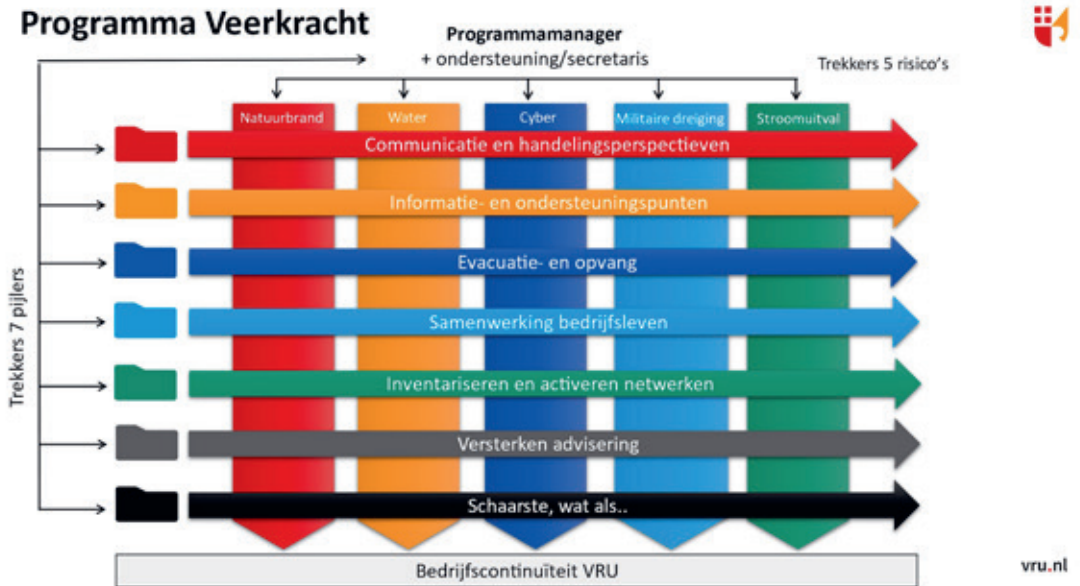 Programma Veerkracht
Programmamanager
+ ondersteuning/secretaris
Trekkers 5 risico's
Natuurbrand
Water
Cyber
Militaire dreiging
Stroomuitval
Trekkers 7 pijlers
Communicatie en handelingsperspectieven
Informatie- en ondersteuningspunten
Evacuatie- en opvang
Samenwerking bedrijfsleven
Inventariseren en activeren netwerken
Versterken advisering
Schaarste, wat als..
Bedrijfscontinuïteit VRU
vru.nl